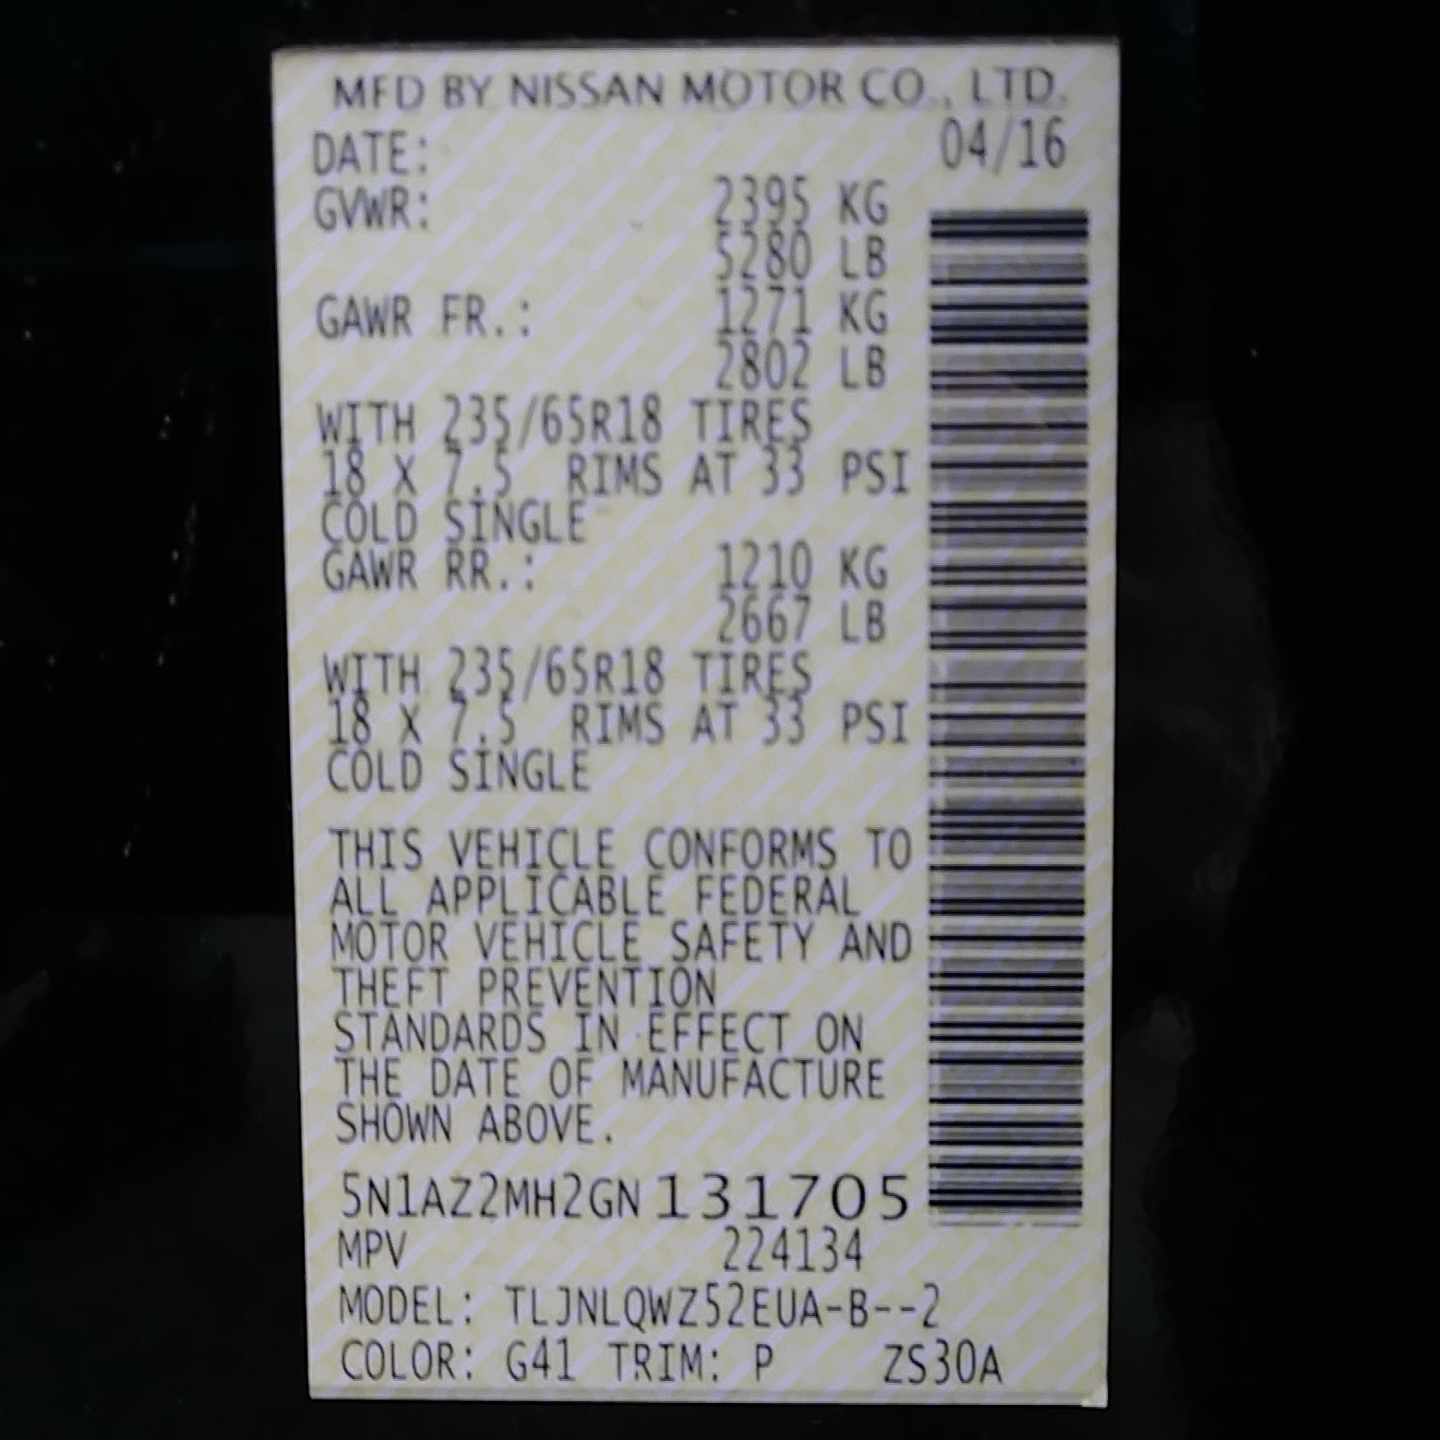 MFD BY NISSAN MOTOR CO., LTD.
DATE: 04/16
GVWR: 2395 KG
5280 LB
GAWR FR.: 1271 KG
2802 LB
WITH 235/65R18 TIRES
18 X 7.5 RIMS AT 33 PSI
COLD SINGLE
GAWR RR.: 1210 KG
2667 LB
WITH 235/65R18 TIRES
18 X 7.5 RIMS AT 33 PSI
COLD SINGLE
THIS VEHICLE CONFORMS TO
ALL APPLICABLE FEDERAL
MOTOR VEHICLE SAFETY AND
THEFT PREVENTION
STANDARDS IN EFFECT ON
THE DATE OF MANUFACTURE
SHOWN ABOVE.
5N1AZ2MH2GN131705
MPV 224134
MODEL: TLJNLQWZ52EUA-B--2
COLOR: G41 TRIM: P ZS30A